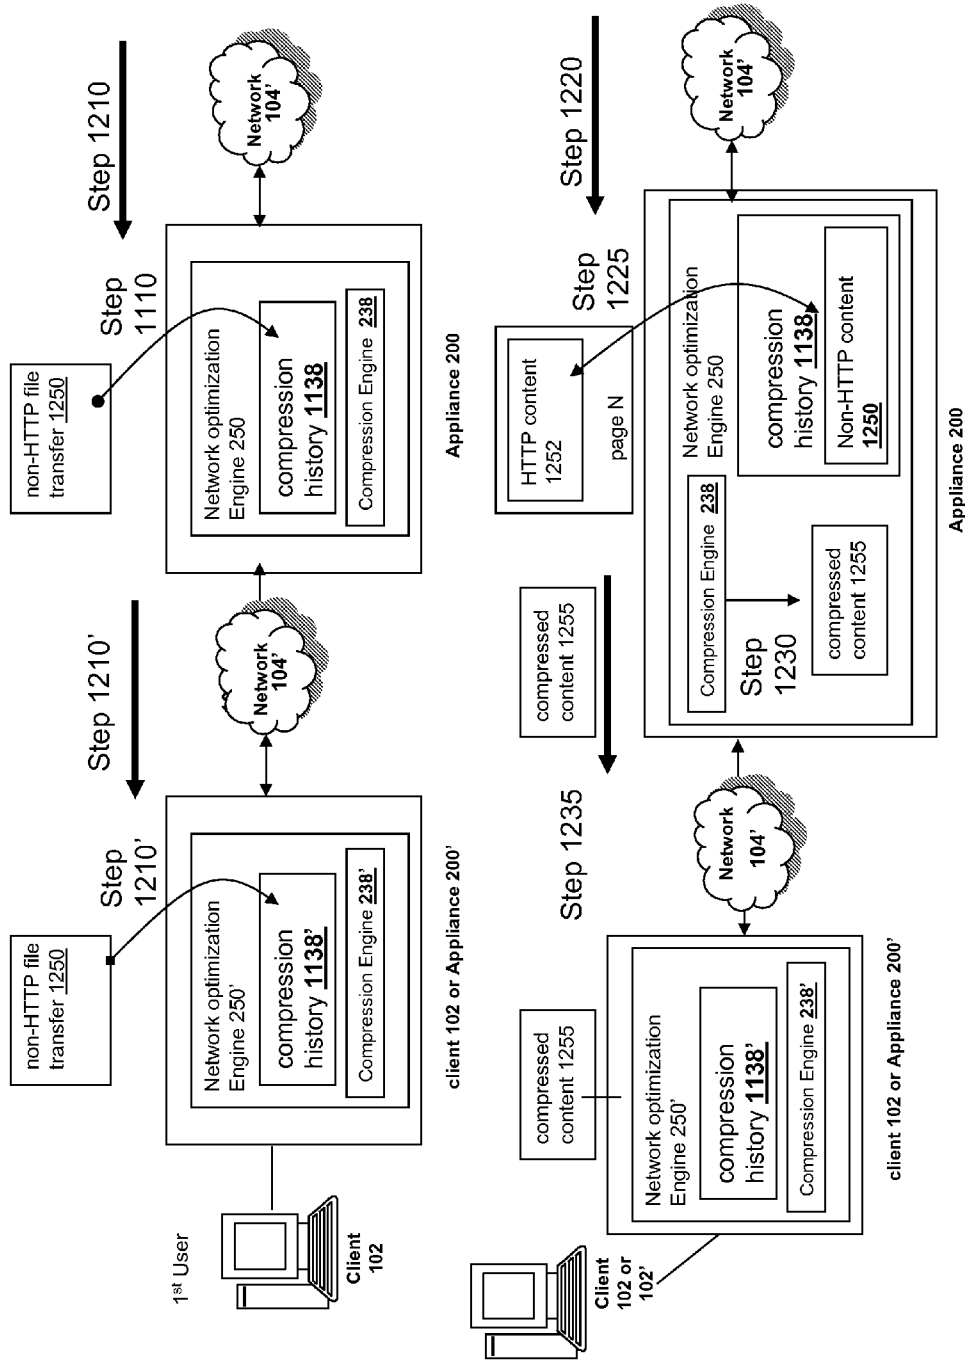 1st User
Client
102
non-HTTP file
transfer 1250
Step
1210’
Step 1210’
Network optimization
Engine 250’
compression
history 1138’
Compression Engine 238’
client 102 or Appliance 200’
Network
104’
non-HTTP file
transfer 1250
Step
1110
Step 1210
Network optimization
Engine 250
compression
history 1138
Compression Engine 238
Appliance 200
Network
104’
Client
102 or
102’
compressed
content 1255
Network optimization
Engine 250’
compression
history 1138’
Compression Engine 238’
client 102 or Appliance 200’
Step 1235
compressed
content 1255
Network
104’
HTTP content
1252
page N
Step
1225
Step 1220
Compression Engine 238
Network optimization
Engine 250
Step
1230
compressed
content 1255
compression
history 1138
Non-HTTP content
1250
Appliance 200
Network
104’